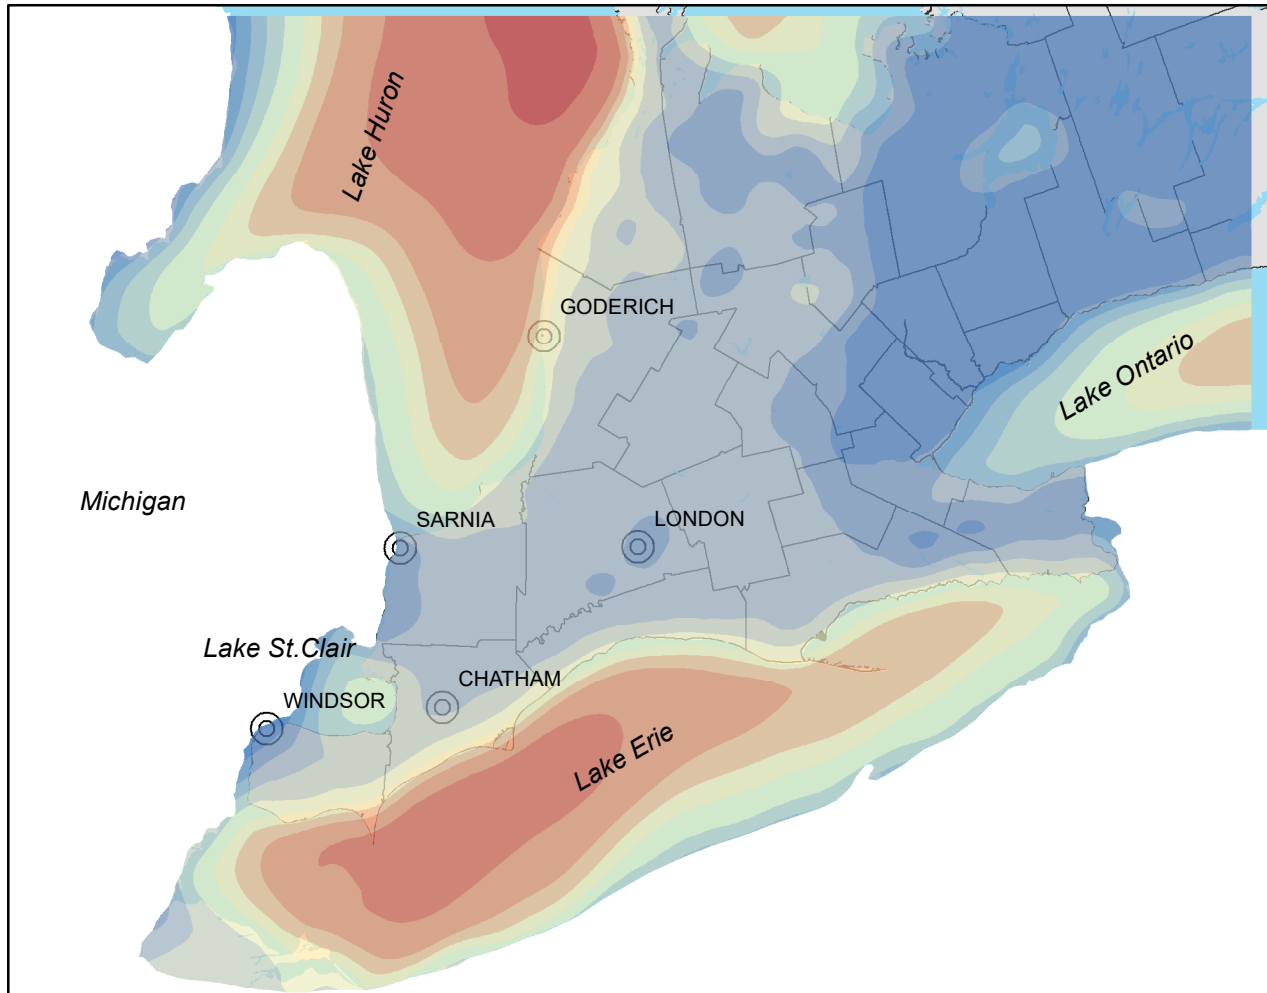 Lake Huron
GODERICH
Lake Ontario
Michigan
SARNIA
LONDON
Lake St.Clair
CHATHAM
WINDSOR
Lake Erie